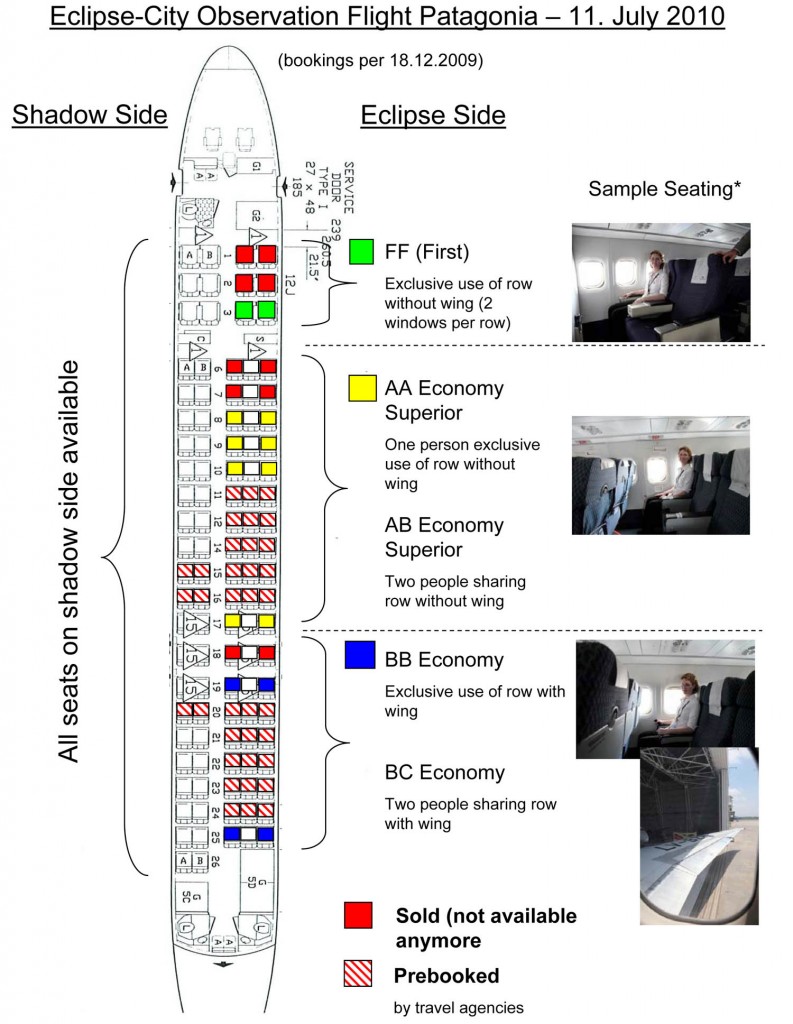 Eclipse-City Observation Flight Patagonia – 11. July 2010
(bookings per 18.12.2009)
Shadow Side
Eclipse Side
Sample Seating*
SERVICE
DOOR 239
TYPE I
27 x 48
185
260.5
21.5"
12J
G1
A A
L
G2
1
1
A B
1
2
3
C
S
1
1
A B
6
7
8
9
10
11
12
14
15
16
17
15
18
15
19
15
20
21
22
23
24
25
A B
26
G
5C
G
5D
L
L
A A
All seats on shadow side available
FF (First)
Exclusive use of row
without wing (2
windows per row)
AA Economy
Superior
One person exclusive
use of row without
wing
AB Economy
Superior
Two people sharing
row without wing
BB Economy
Exclusive use of row with
wing
BC Economy
Two people sharing row
with wing
Sold (not available
anymore
Prebooked
by travel agencies